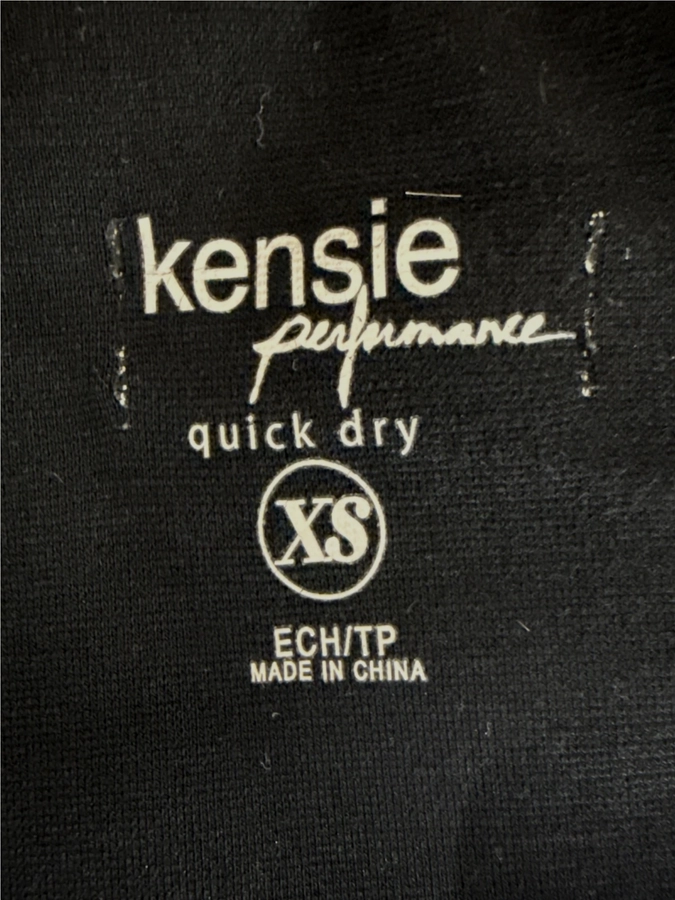 kensie
performance
quick dry
XS
ECH/TP
MADE IN CHINA